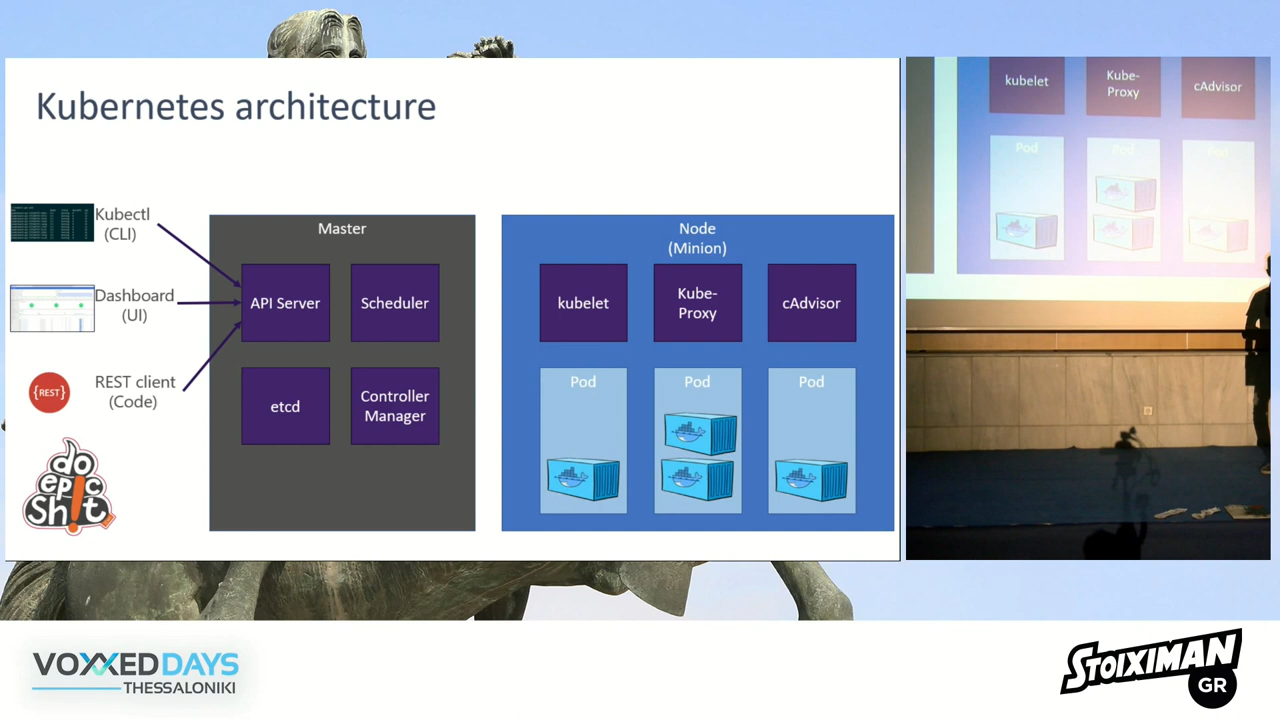 Kubernetes architecture
Kubectl
(CLI)
Dashboard
(UI)
{REST}
REST client
(Code)
do
epic
Sh!t
Master
API Server
Scheduler
etcd
Controller
Manager
Node
(Minion)
kubelet
Kube-
Proxy
cAdvisor
Pod
Pod
Pod
kubelet
Kube-
Proxy
cAdvisor
Pod
Pod
Pod
VOXXED DAYS
THESSALONIKI
STOIXIMAN
GR